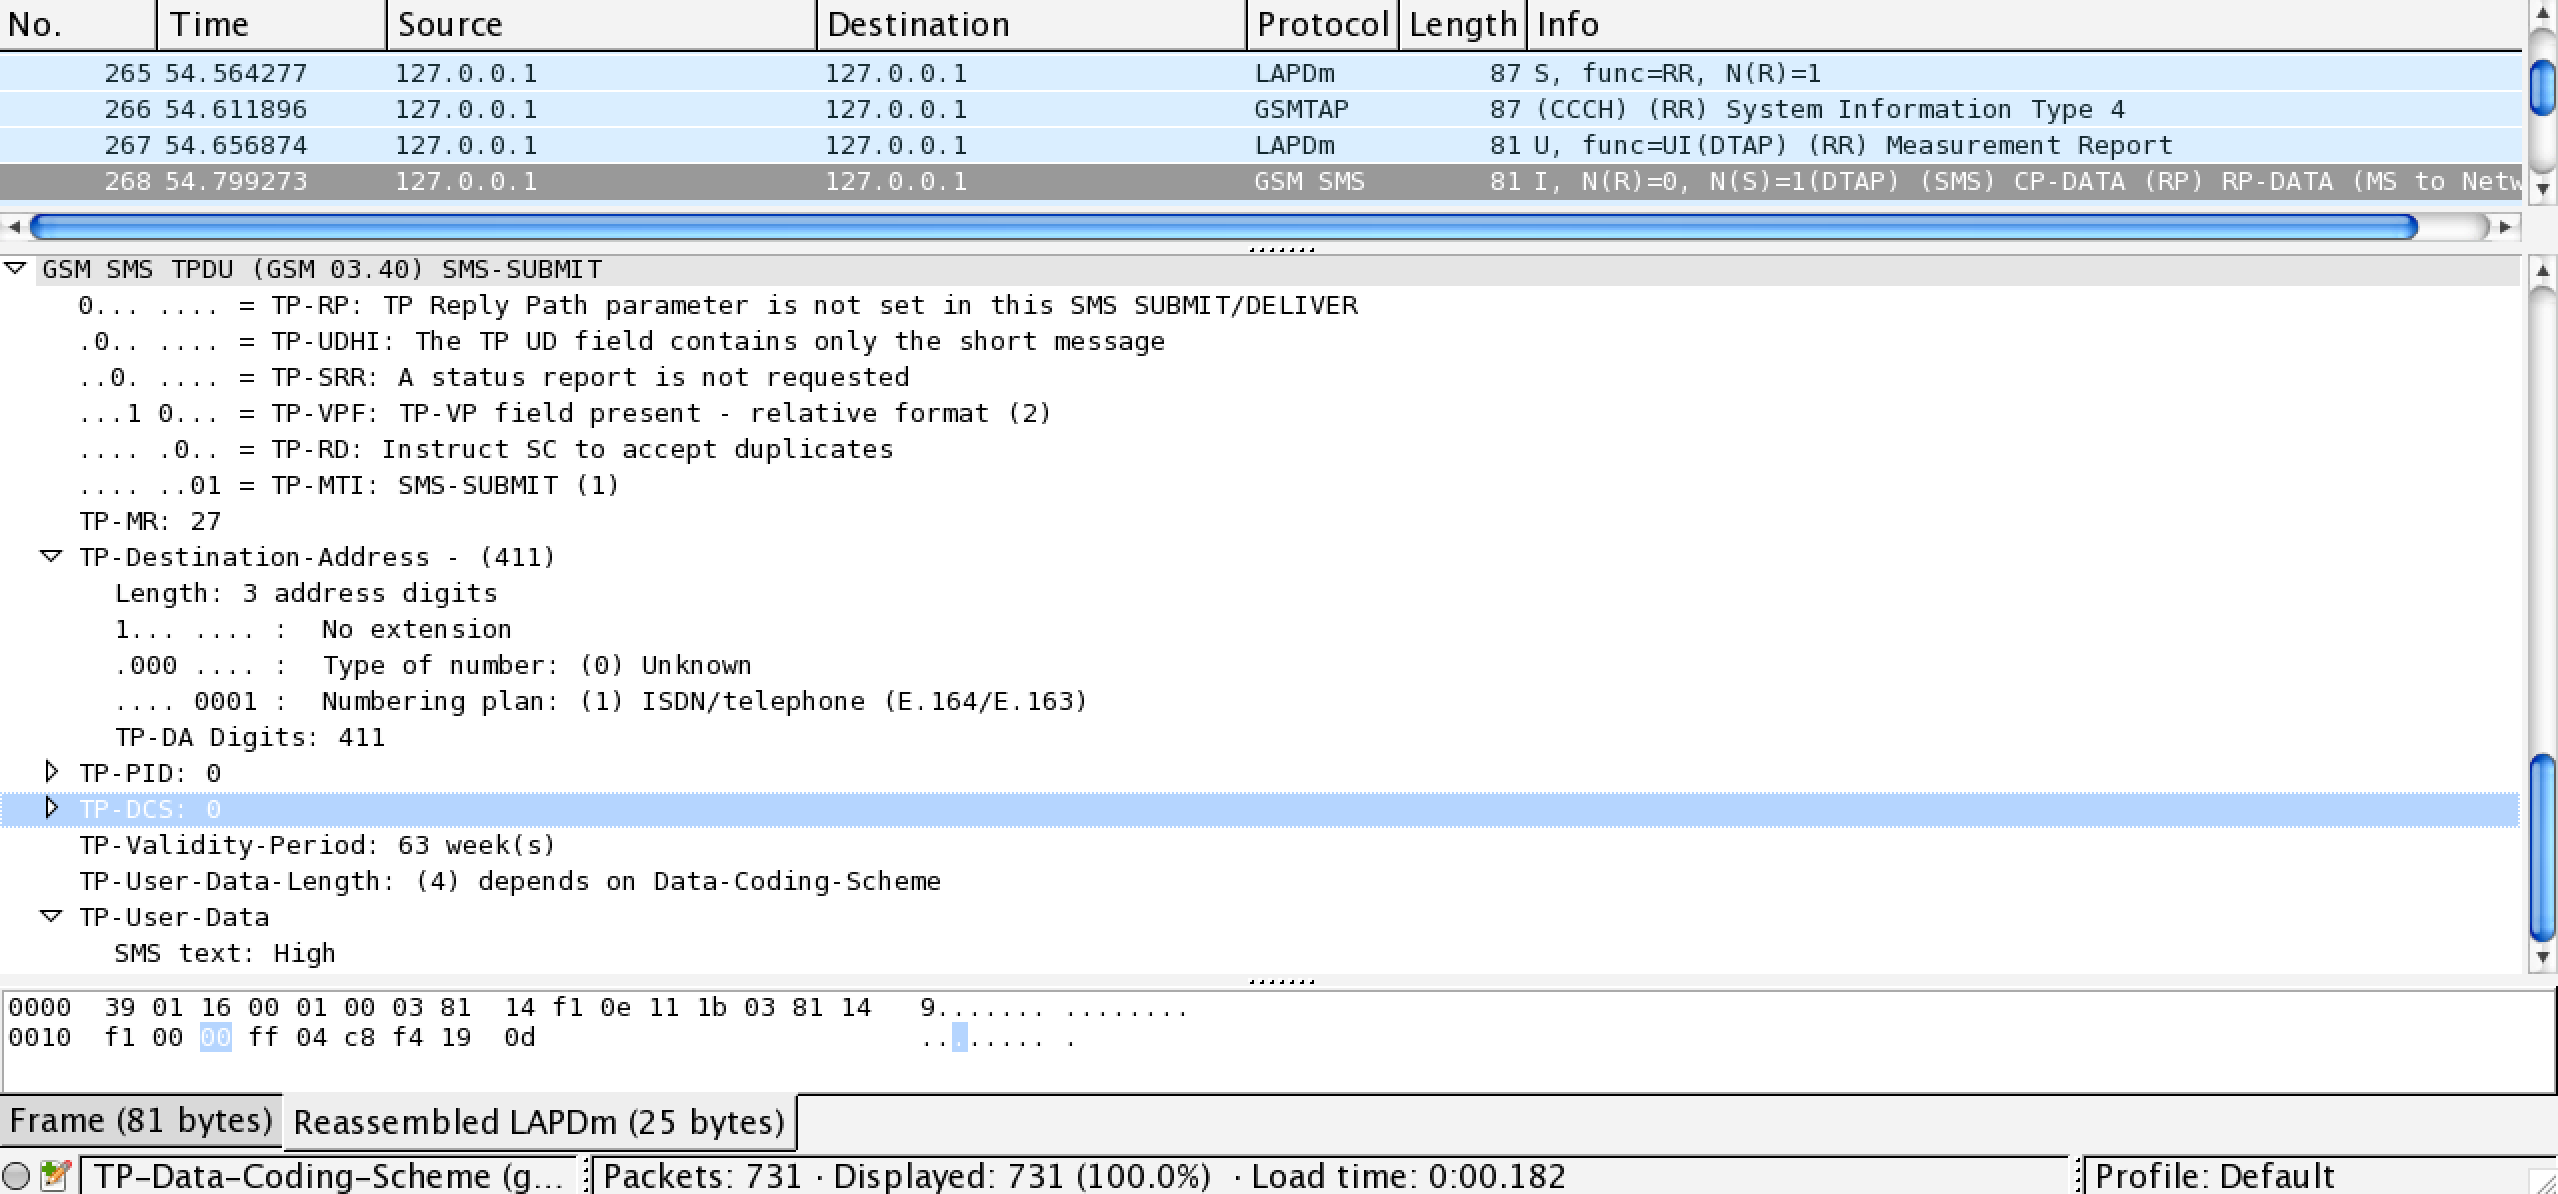 No. Time Source Destination Protocol Length Info
265 54.564277 127.0.0.1 127.0.0.1 LAPDm 87 S, func=RR, N(R)=1
266 54.611896 127.0.0.1 127.0.0.1 GSMTAP 87 (CCCH) (RR) System Information Type 4
267 54.656874 127.0.0.1 127.0.0.1 LAPDm 81 U, func=UI(DTAP) (RR) Measurement Report
268 54.799273 127.0.0.1 127.0.0.1 GSM SMS 81 I, N(R)=0, N(S)=1(DTAP) (SMS) CP-DATA (RP) RP-DATA (MS to Netw
GSM SMS TPDU (GSM 03.40) SMS-SUBMIT
0... .... = TP-RP: TP Reply Path parameter is not set in this SMS SUBMIT/DELIVER
.0.. .... = TP-UDHI: The TP UD field contains only the short message
..0. .... = TP-SRR: A status report is not requested
...1 0... = TP-VPF: TP-VP field present - relative format (2)
.... .0.. = TP-RD: Instruct SC to accept duplicates
.... ..01 = TP-MTI: SMS-SUBMIT (1)
TP-MR: 27
TP-Destination-Address - (411)
Length: 3 address digits
1... .... : No extension
.000 .... : Type of number: (0) Unknown
.... 0001 : Numbering plan: (1) ISDN/telephone (E.164/E.163)
TP-DA Digits: 411
TP-PID: 0
TP-DCS: 0
TP-Validity-Period: 63 week(s)
TP-User-Data-Length: (4) depends on Data-Coding-Scheme
TP-User-Data
SMS text: High
0000 39 01 16 00 01 00 03 81 14 f1 0e 11 1b 03 81 14 9....... ........
0010 f1 00 00 ff 04 c8 f4 19 0d ........ .
Frame (81 bytes) Reassembled LAPDm (25 bytes)
TP-Data-Coding-Scheme (g... Packets: 731 · Displayed: 731 (100.0%) · Load time: 0:00.182 Profile: Default